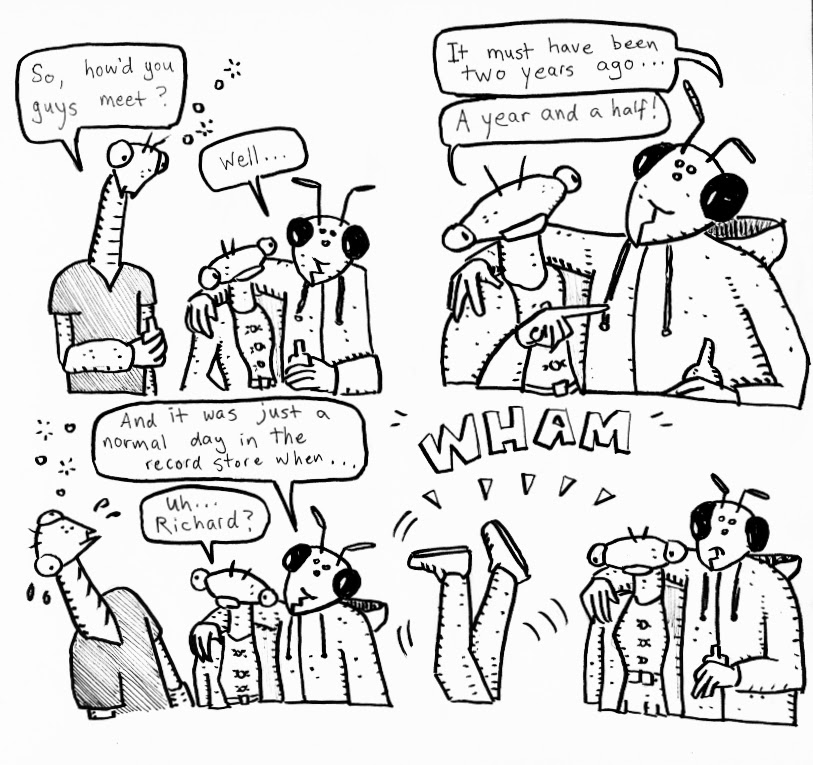 So, how'd you
guys meet?
Well...
It must have been
two years ago...
A year and a half!
And it was just a
normal day in the
record store when...
Uh...
Richard?
WHAM